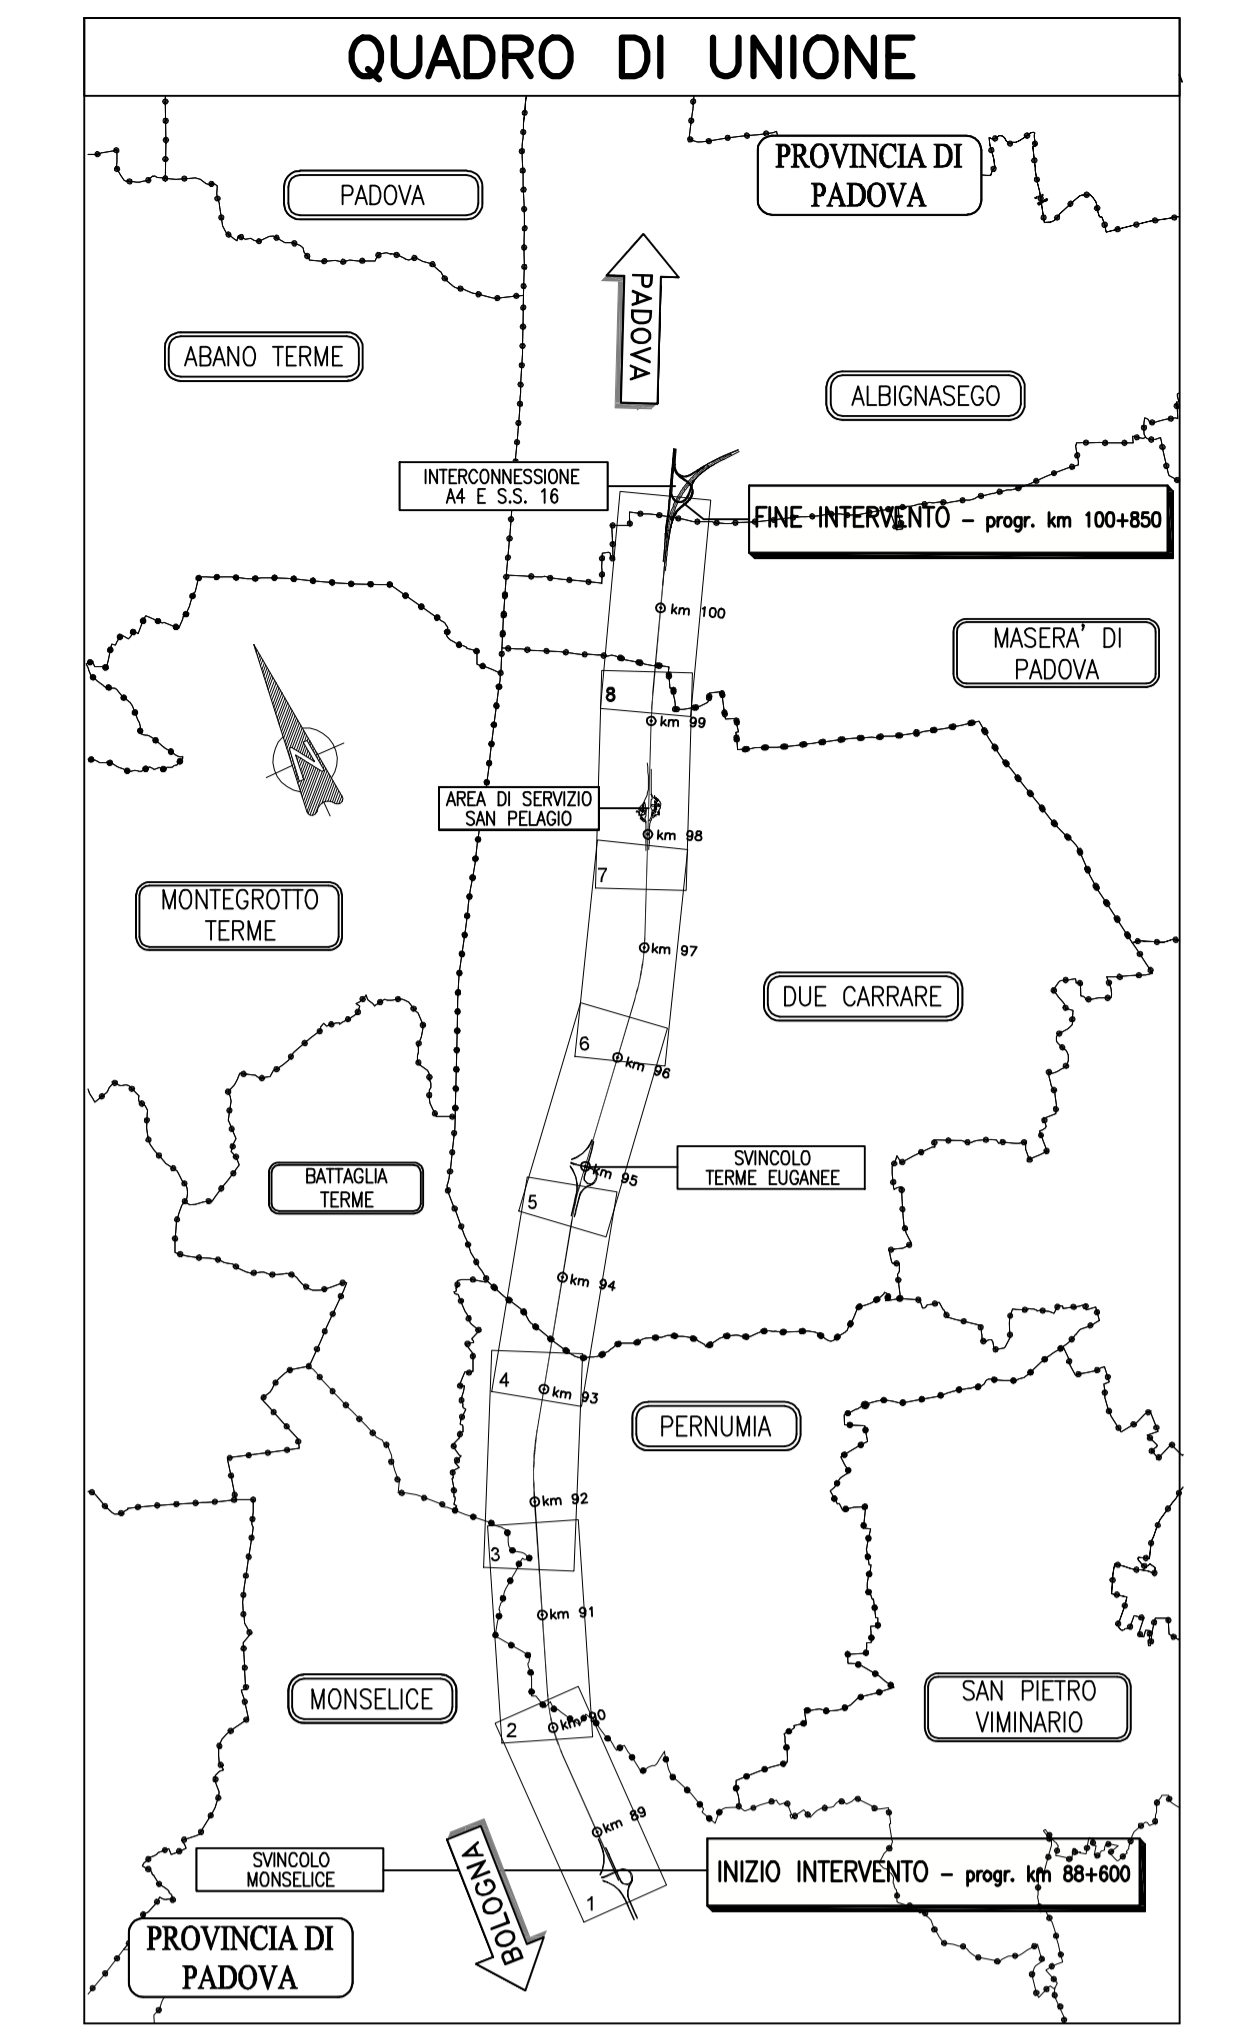 QUADRO DI UNIONE
PROVINCIA DI
PADOVA
PADOVA
PADOVA
ABANO TERME
ALBIGNASEGO
INTERCONNESSIONE
A4 E S.S. 16
FINE INTERVENTO – progr. km 100+850
km 100
MASERA' DI
PADOVA
8
km 99
N
AREA DI SERVIZIO
SAN PELAGIO
km 98
7
MONTEGROTTO
TERME
km 97
DUE CARRARE
6
km 96
SVINCOLO
TERME EUGANEE
km 95
BATTAGLIA
TERME
5
km 94
4
km 93
PERNUMIA
km 92
3
km 91
MONSELICE
SAN PIETRO
VIMINARIO
2
km 90
km 89
SVINCOLO
MONSELICE
INIZIO INTERVENTO – progr. km 88+600
1
BOLOGNA
PROVINCIA DI
PADOVA